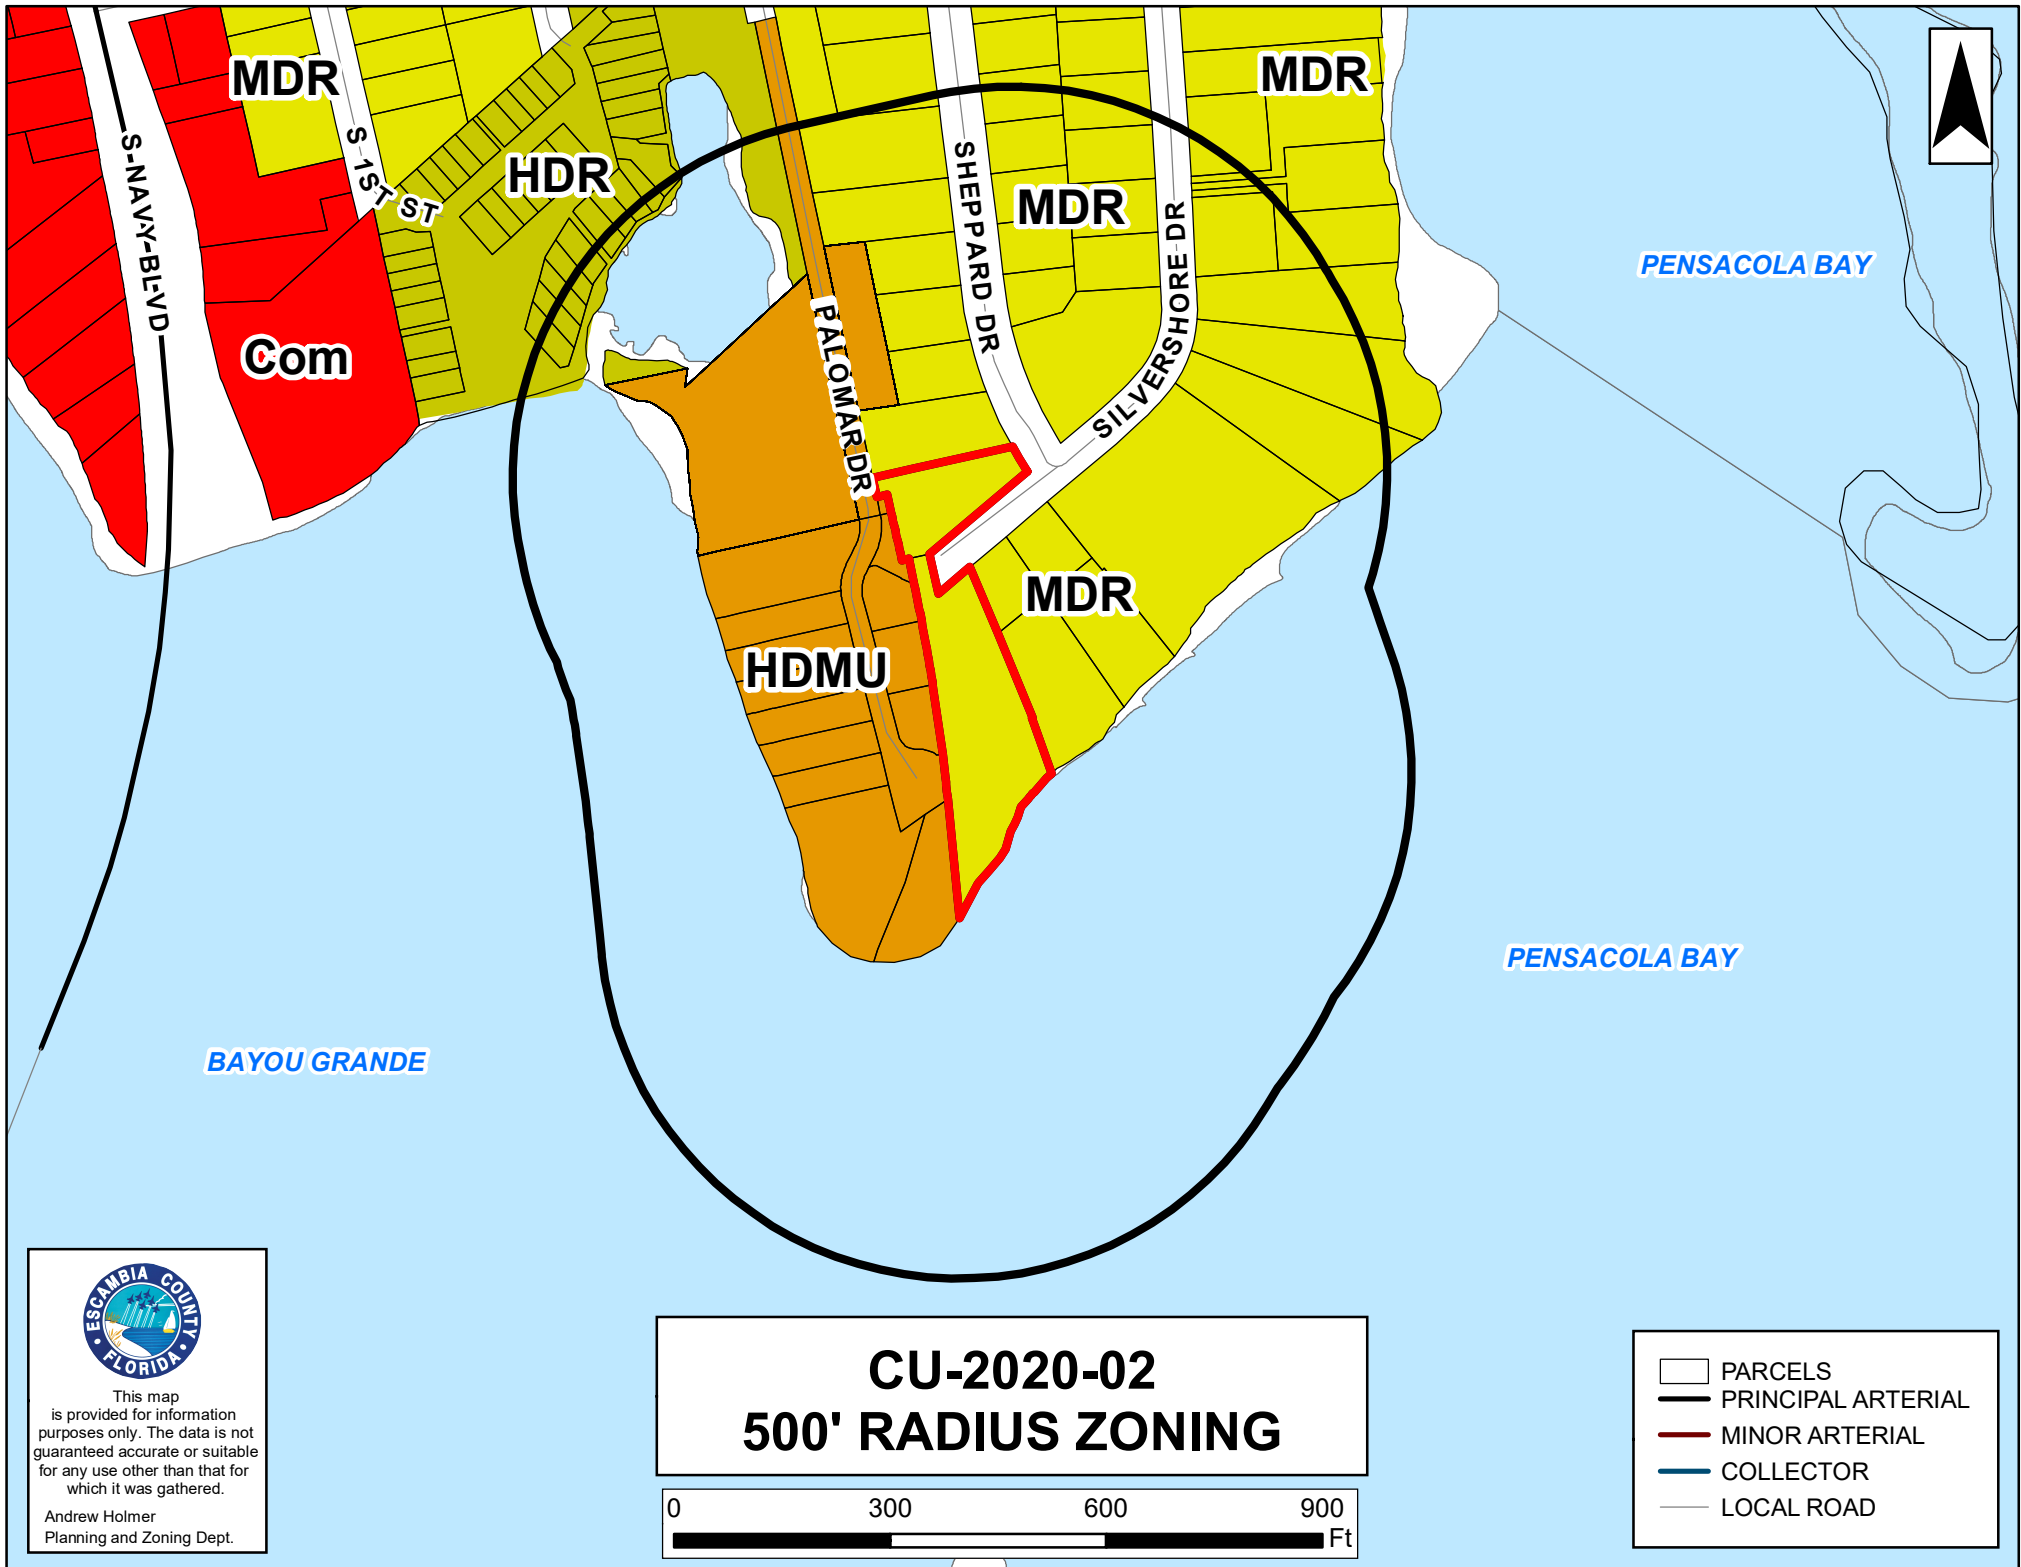 MDR
MDR
S 1ST ST
S-NAVY-BLVD
HDR
SHEPPARD DR
MDR
SILVERSHORE DR
PENSACOLA BAY
Com
PALOMAR DR
MDR
HDMU
PENSACOLA BAY
BAYOU GRANDE
ESCAMBIA COUNTY
FLORIDA
This map
is provided for information
purposes only. The data is not
guaranteed accurate or suitable
for any use other than that for
which it was gathered.
Andrew Holmer
Planning and Zoning Dept.
CU-2020-02
500' RADIUS ZONING
0 300 600 900
Ft
PARCELS
PRINCIPAL ARTERIAL
MINOR ARTERIAL
COLLECTOR
LOCAL ROAD